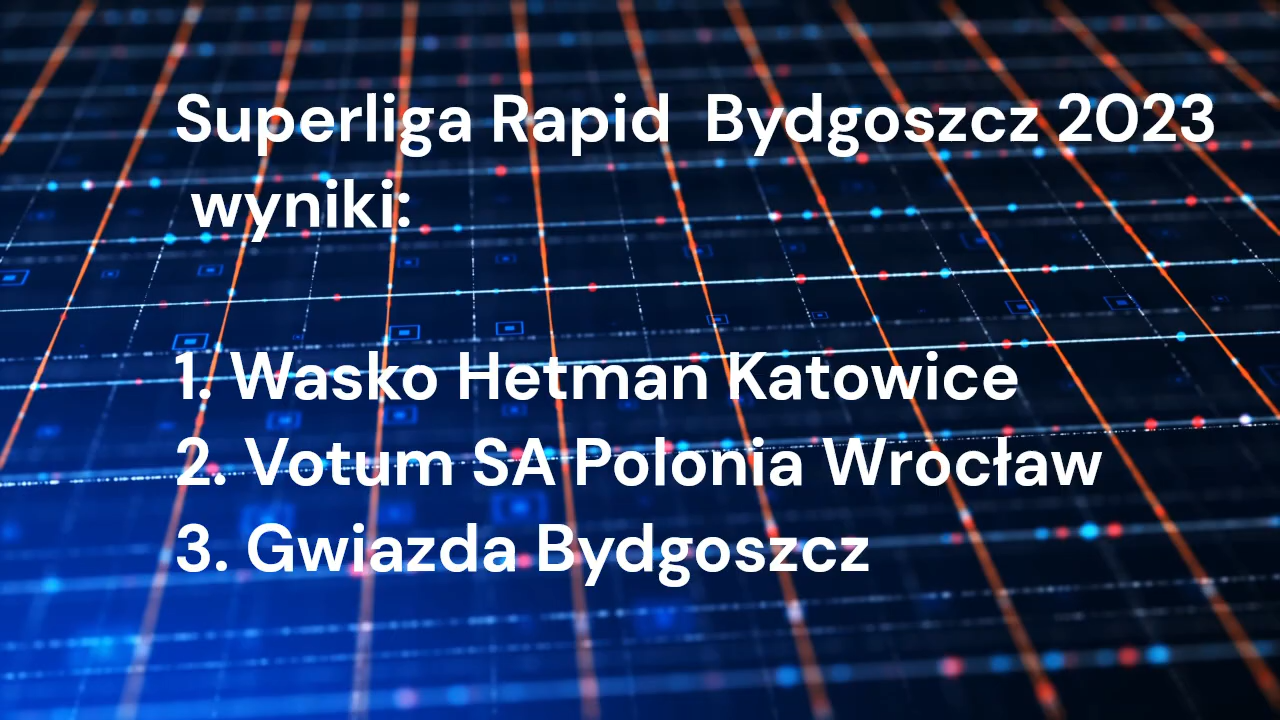 Superliga Rapid Bydgoszcz 2023
wyniki:
1. Wasko Hetman Katowice
2. Votum SA Polonia Wrocław
3. Gwiazda Bydgoszcz